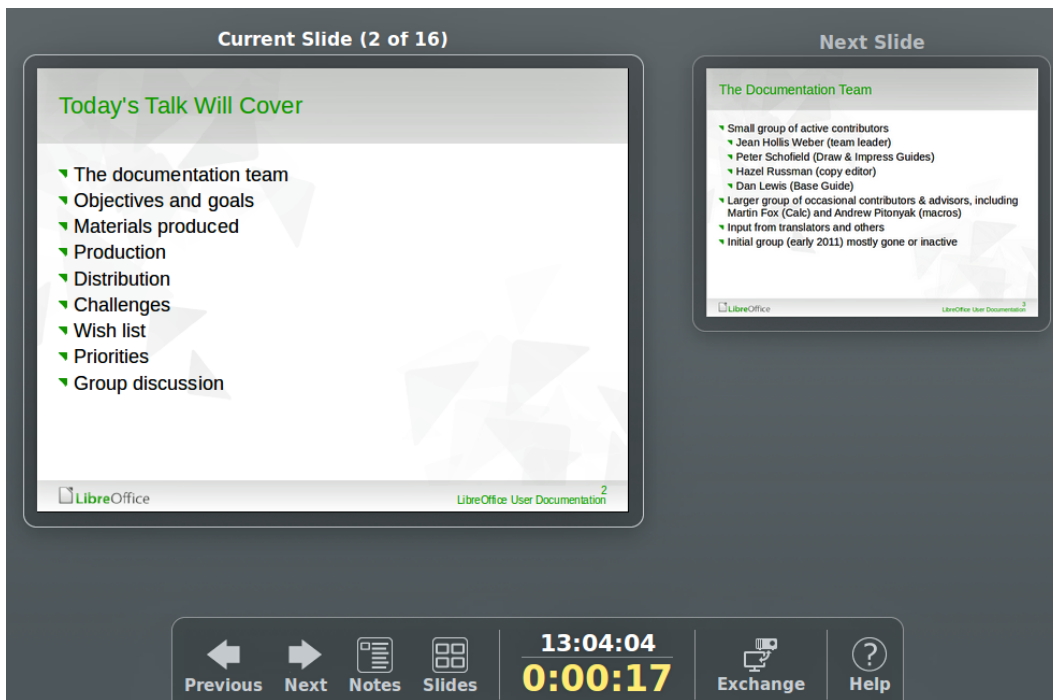 Current Slide (2 of 16)
Today's Talk Will Cover
The documentation team
Objectives and goals
Materials produced
Production
Distribution
Challenges
Wish list
Priorities
Group discussion
LibreOffice
LibreOffice User Documentation
2
Next Slide
The Documentation Team
Small group of active contributors
Jean Hollis Weber (team leader)
Peter Schofield (Draw & Impress Guides)
Hazel Russman (copy editor)
Dan Lewis (Base Guide)
Larger group of occasional contributors & advisors, including
Martin Fox (Calc) and Andrew Pitonyak (macros)
Input from translators and others
Initial group (early 2011) mostly gone or inactive
LibreOffice
LibreOffice User Documentation
3
Previous
Next
Notes
Slides
13:04:04
0:00:17
Exchange
Help